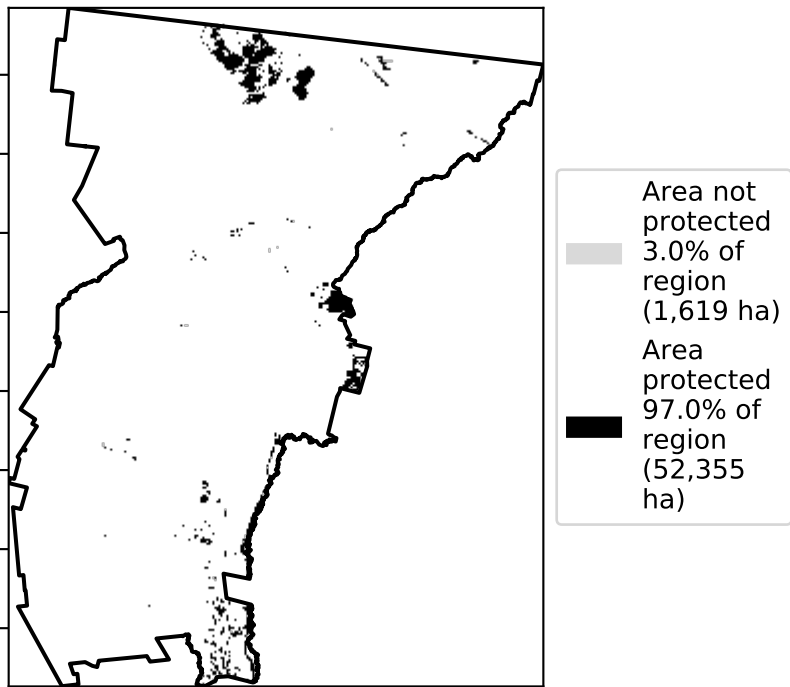 Area not
protected
3.0% of
region
(1,619 ha)
Area
protected
97.0% of
region
(52,355
ha)